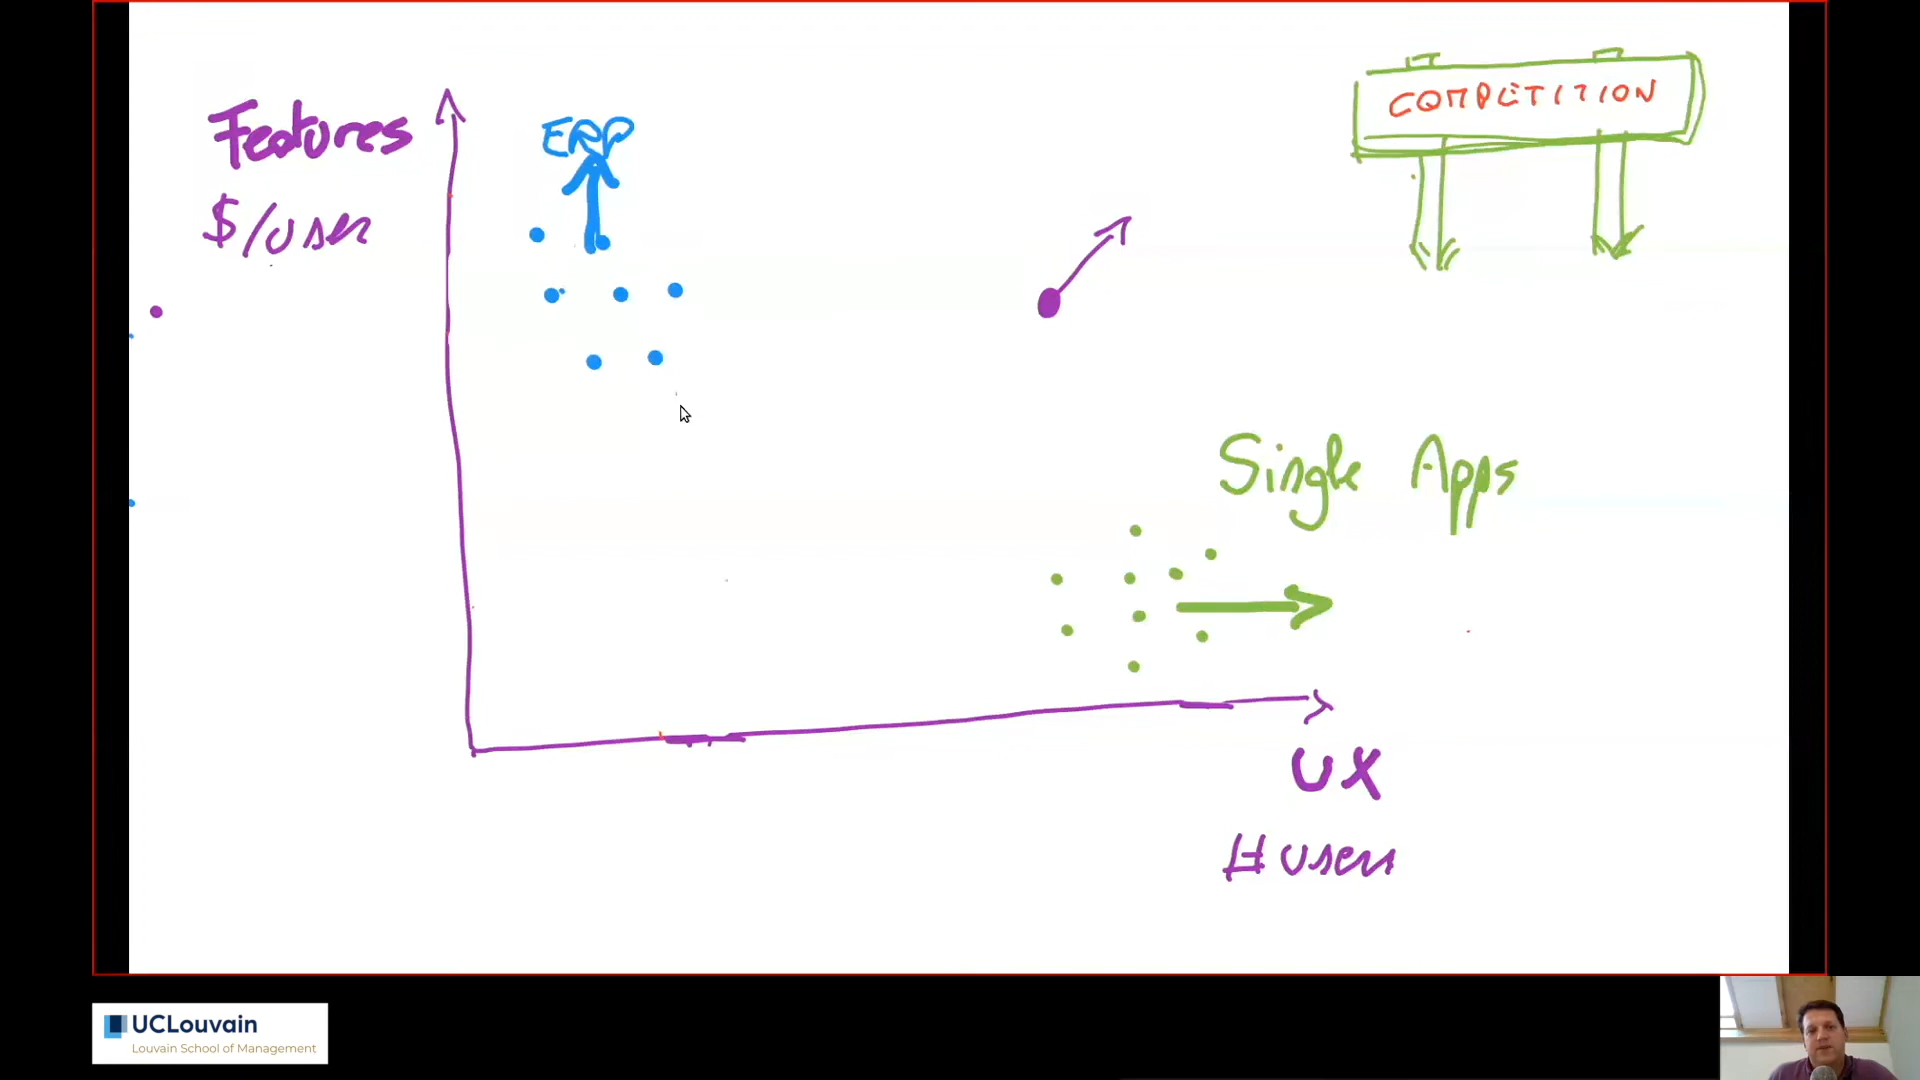 COMPETITION
Features
ERP
$/user
Single Apps
UX
# users
UCLouvain
Louvain School of Management